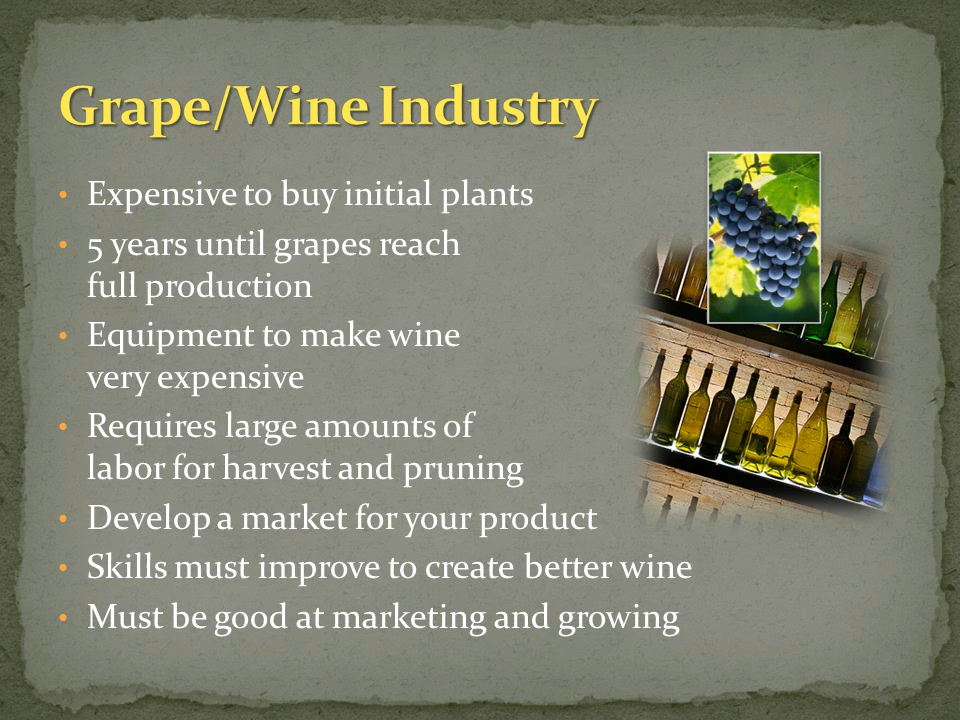 Grape/Wine Industry
• Expensive to buy initial plants
• 5 years until grapes reach
full production
• Equipment to make wine
very expensive
• Requires large amounts of
labor for harvest and pruning
• Develop a market for your product
• Skills must improve to create better wine
• Must be good at marketing and growing